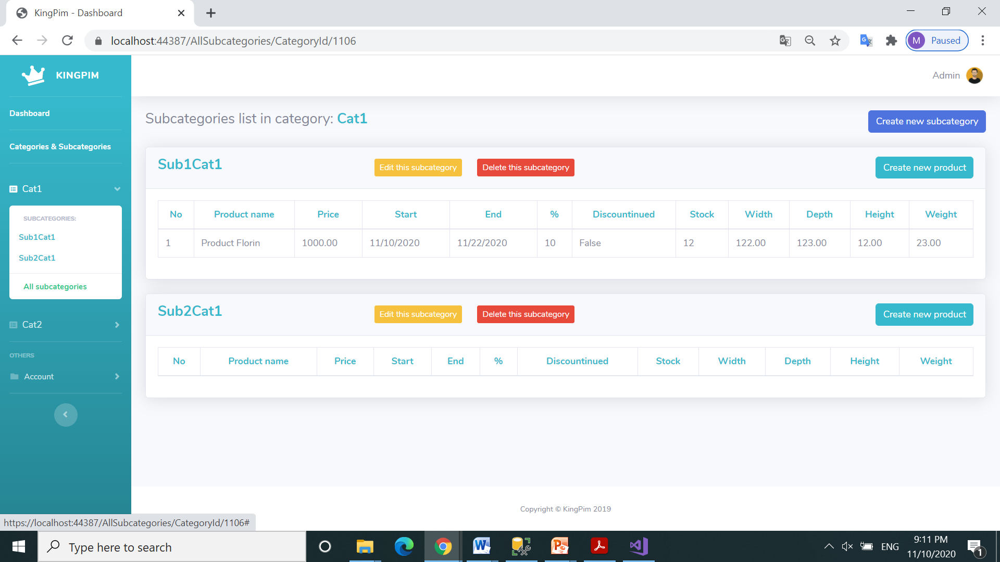 KingPim - Dashboard
localhost:44387/AllSubcategories/CategoryId/1106
M Paused
KINGPIM
Admin
Dashboard
Categories & Subcategories
Cat1
SUBCATEGORIES:
Sub1Cat1
Sub2Cat1
All subcategories
Cat2
OTHERS
Account
Subcategories list in category: Cat1
Create new subcategory
Sub1Cat1
Edit this subcategory
Delete this subcategory
Create new product
No Product name Price Start End % Discountinued Stock Width Depth Height Weight
1 Product Florin 1000.00 11/10/2020 11/22/2020 10 False 12 122.00 123.00 12.00 23.00
Sub2Cat1
Edit this subcategory
Delete this subcategory
Create new product
No Product name Price Start End % Discountinued Stock Width Depth Height Weight
Copyright © KingPim 2019
https://localhost:44387/AllSubcategories/CategoryId/1106#
Type here to search
ENG
9:11 PM
11/10/2020
1